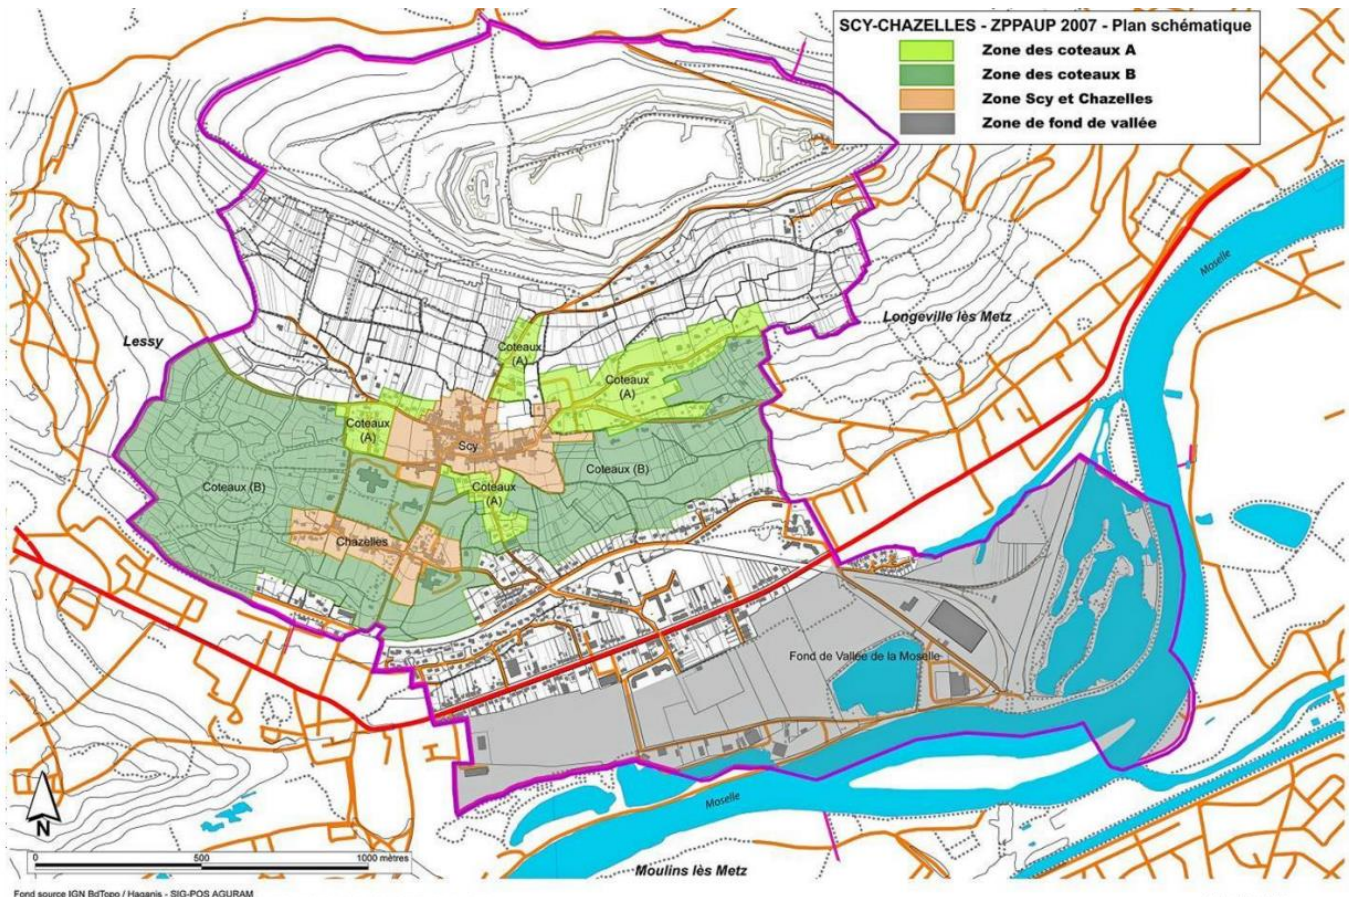 SCY-CHAZELLES - ZPPAUP 2007 - Plan schématique
Zone des coteaux A
Zone des coteaux B
Zone Scy et Chazelles
Zone de fond de vallée
Moselle
Longeville lès Metz
Lessy
Coteaux
(A)
Coteaux
(A)
Coteaux
(A)
Scy
Coteaux (B)
Coteaux (B)
Coteaux
(A)
Chazelles
Fond de Vallée de la Moselle
N
Moselle
0 500 1000 mètres
Moulins lès Metz
Fond source IGN BdTopo / Haganis - SIG-POS AGURAM